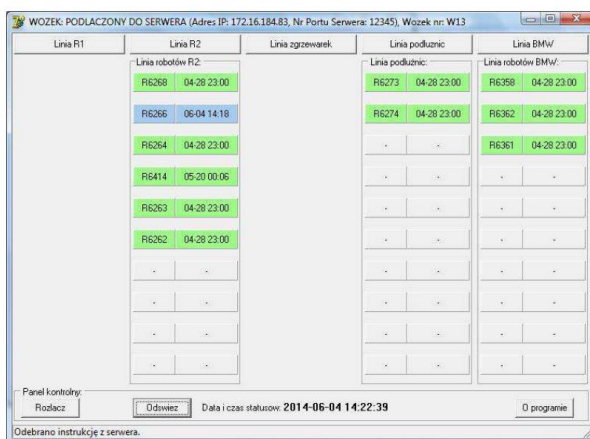 WOZEK: PODLACZONY DO SERWERA (Adres IP: 172.16.184.83, Nr Portu Serwera: 12345), Wozek nr: W13
Linia R1 Linia R2 Linia zgrzewarek Linia podluznic Linia BMW
Linia robotów R2: Linia podluznic: Linia robotów BMW:
R6268 04-28 23:00 R6273 04-28 23:00 R6358 04-28 23:00
R6266 06-04 14:18 R6274 04-28 23:00 R6362 04-28 23:00
R6264 04-28 23:00 - - R6361 04-28 23:00
R6414 05-20 00:06 - - - -
R6263 04-28 23:00 - - - -
R6262 04-28 23:00 - - - -
- - - - - -
- - - - - -
- - - - - -
- - - - - -
Panel kontrolny:
Rozlacz Odswiez Data i czas statusow: 2014-06-04 14:22:39 O programie
Odebrano instrukcję z serwera.